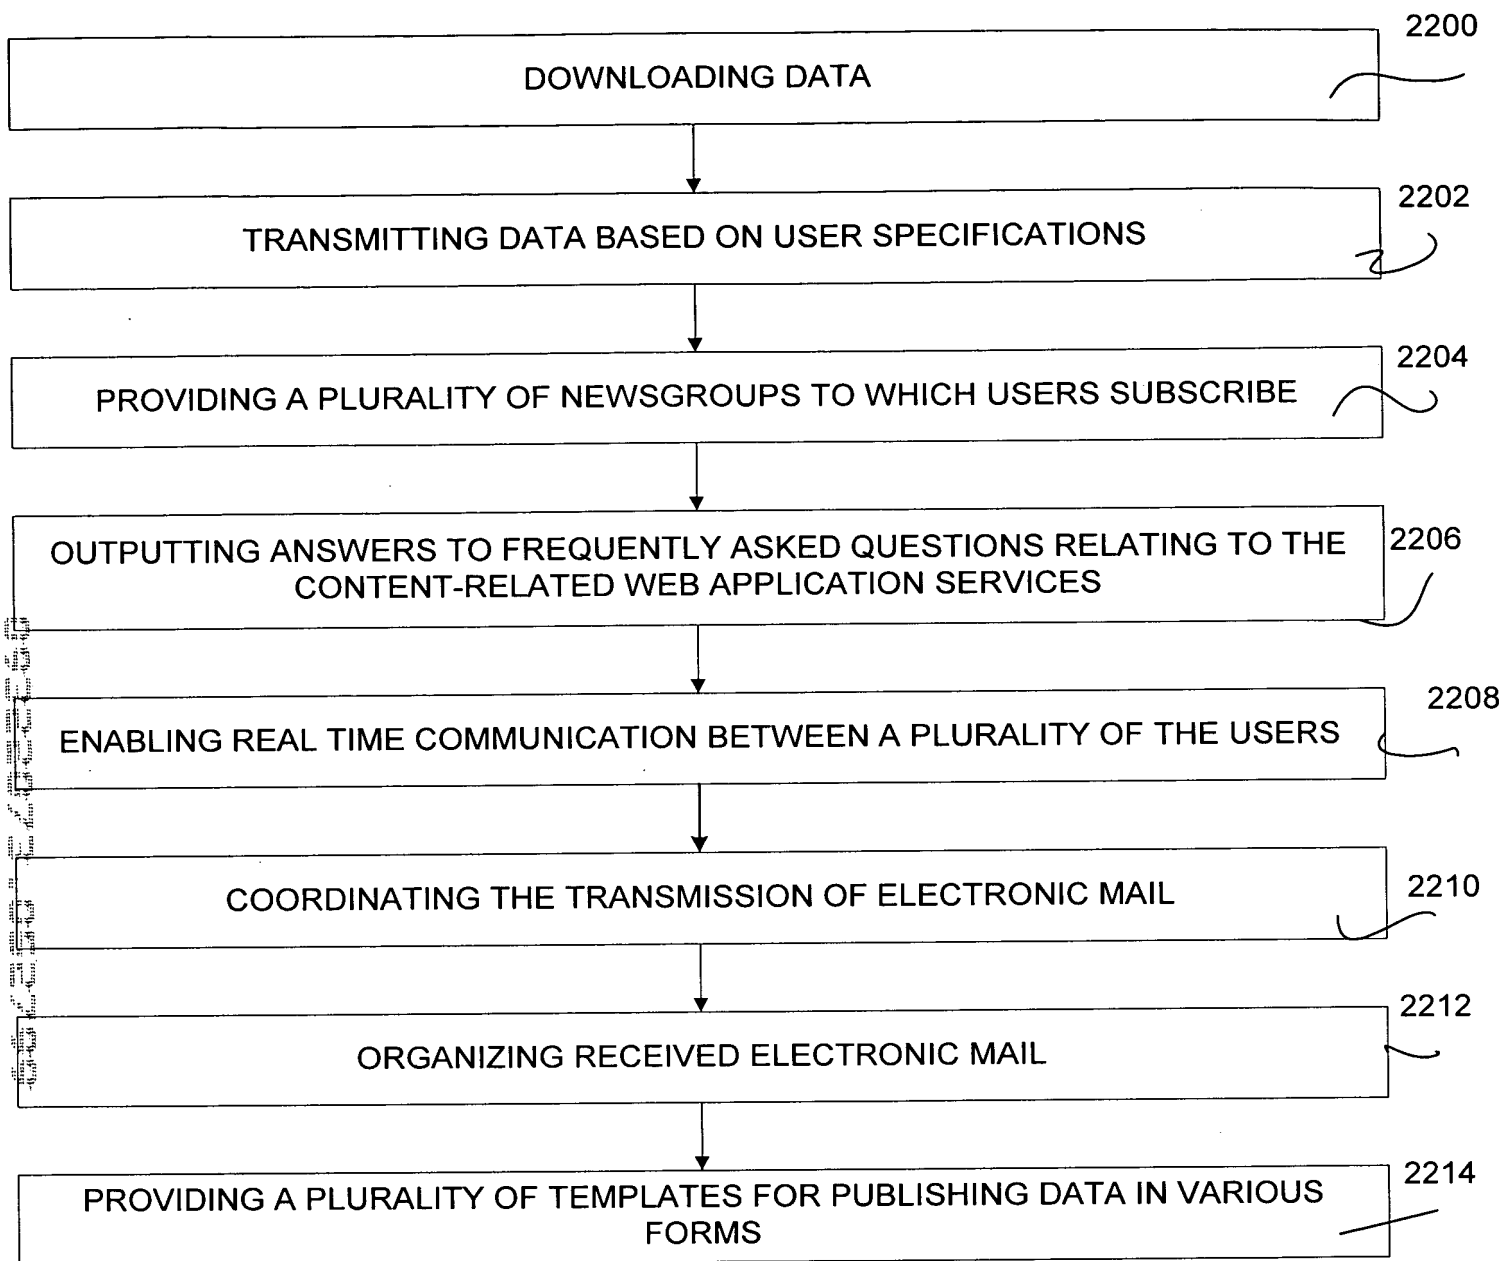 2200
DOWNLOADING DATA
2202
TRANSMITTING DATA BASED ON USER SPECIFICATIONS
2204
PROVIDING A PLURALITY OF NEWSGROUPS TO WHICH USERS SUBSCRIBE
2206
OUTPUTTING ANSWERS TO FREQUENTLY ASKED QUESTIONS RELATING TO THE
CONTENT-RELATED WEB APPLICATION SERVICES
2208
ENABLING REAL TIME COMMUNICATION BETWEEN A PLURALITY OF THE USERS
2210
COORDINATING THE TRANSMISSION OF ELECTRONIC MAIL
2212
ORGANIZING RECEIVED ELECTRONIC MAIL
2214
PROVIDING A PLURALITY OF TEMPLATES FOR PUBLISHING DATA IN VARIOUS
FORMS